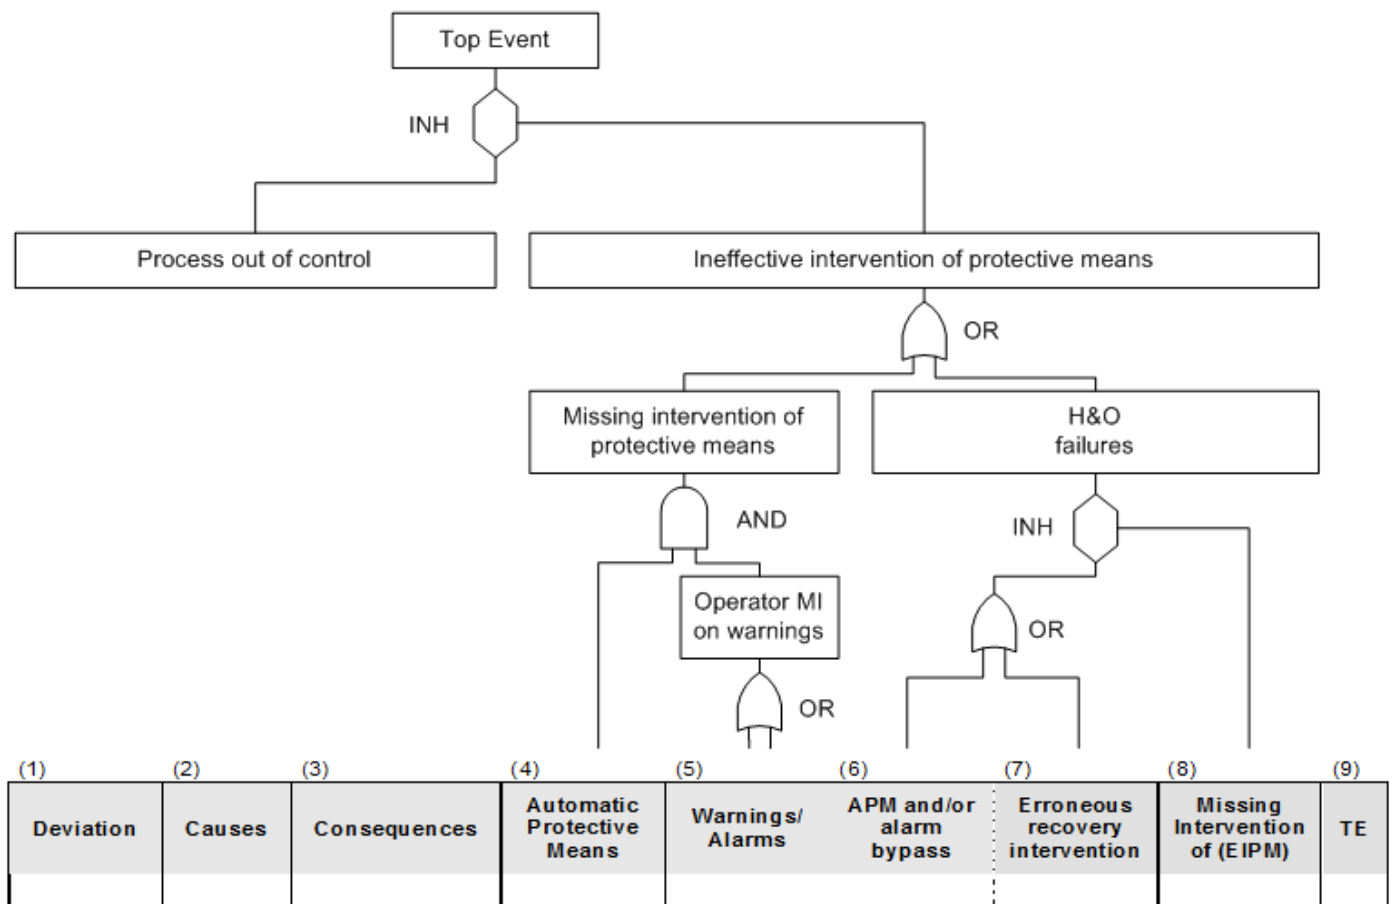 Top Event
INH
Process out of control
Ineffective intervention of protective means
OR
Missing intervention of
protective means
H&O
failures
AND
INH
Operator MI
on warnings
OR
OR
(1)
(2)
(3)
(4)
(5)
(6)
(7)
(8)
(9)
Deviation
Causes
Consequences
Automatic
Protective
Means
Warnings/
Alarms
APM and/or
alarm
bypass
Erroneous
recovery
intervention
Missing
Intervention
of (EIPM)
TE